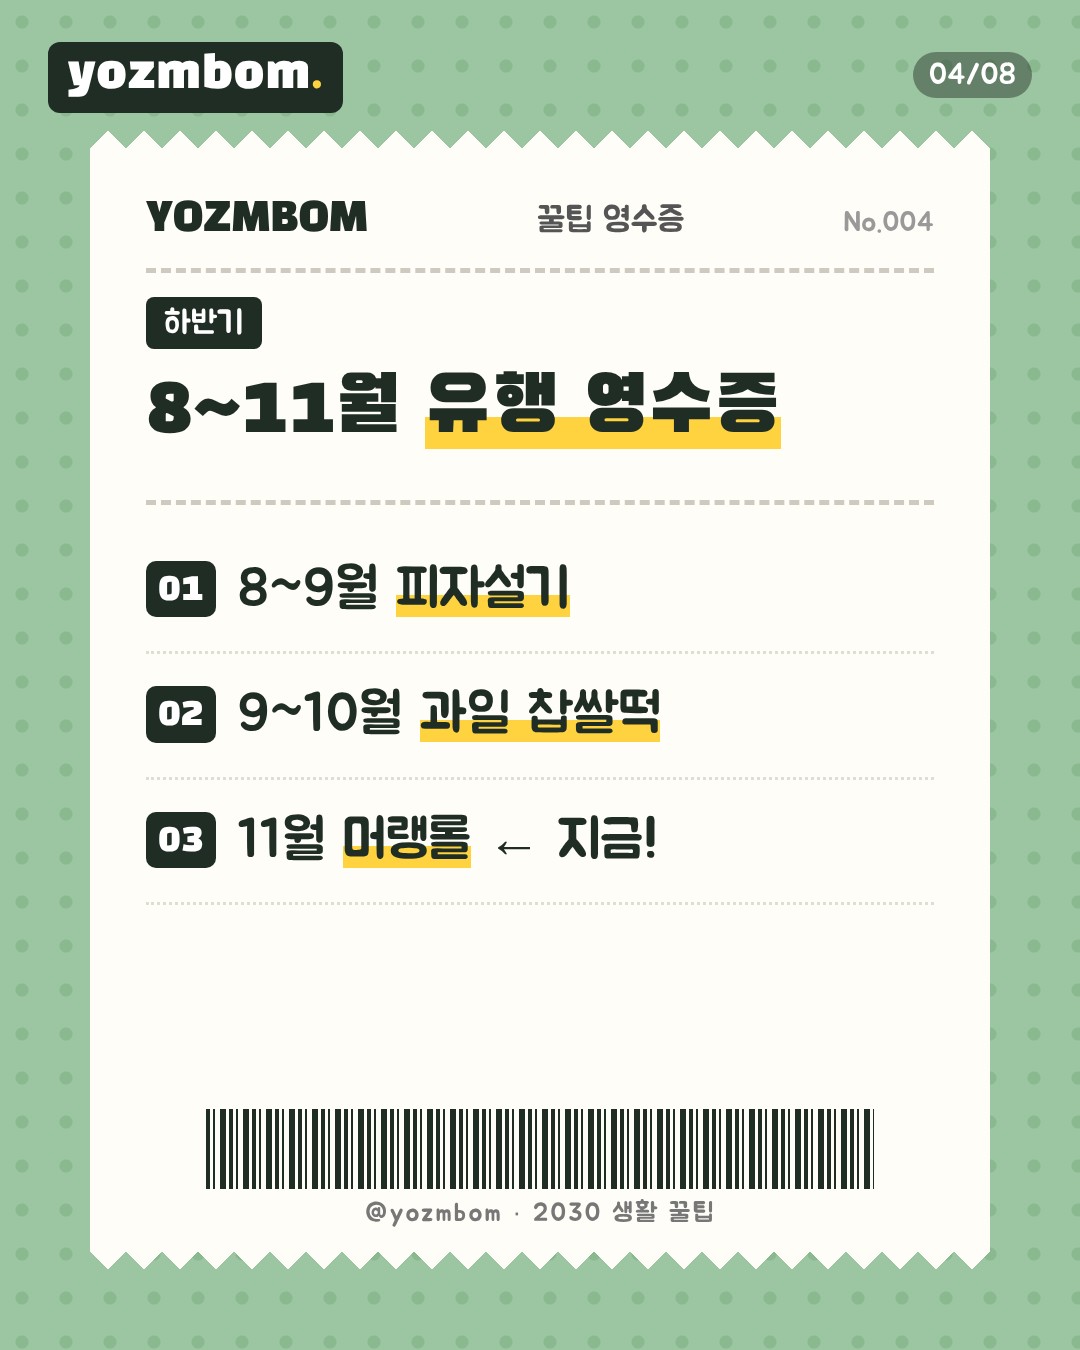 yozmbom.
04/08
YOZMBOM 꿀팁 영수증 No.004
하반기
8~11월 유행 영수증
01 8~9월 피자설기
02 9~10월 과일 찹쌀떡
03 11월 머랭롤 ← 지금!
@yozmbom · 2030 생활 꿀팁